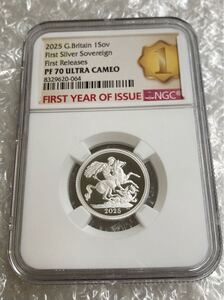 2025 G.Britain 1Sov
First Silver Sovereign
First Releases
PF 70 ULTRA CAMEO
8329620-064
1
FIRST YEAR OF ISSUE
NGC
2025